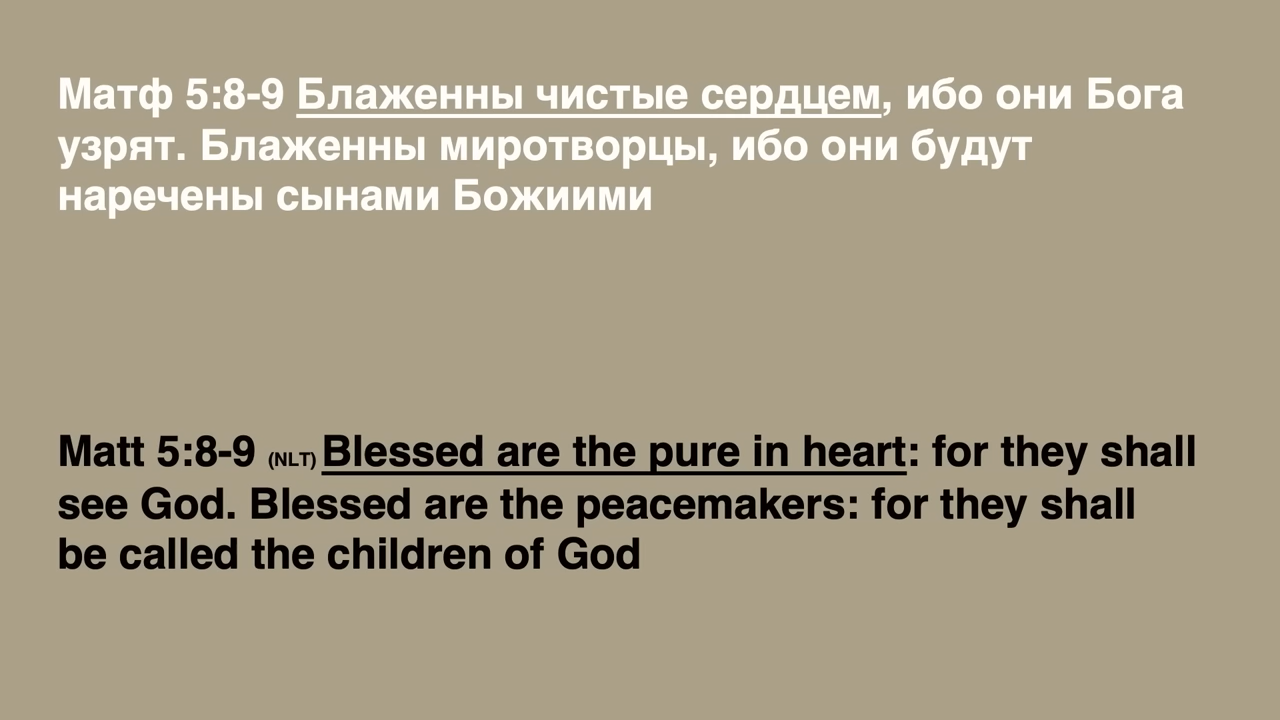 Матф 5:8-9 Блаженны чистые сердцем, ибо они Бога
узрят. Блаженны миротворцы, ибо они будут
наречены сынами Божиими
Matt 5:8-9 (NLT) Blessed are the pure in heart: for they shall
see God. Blessed are the peacemakers: for they shall
be called the children of God